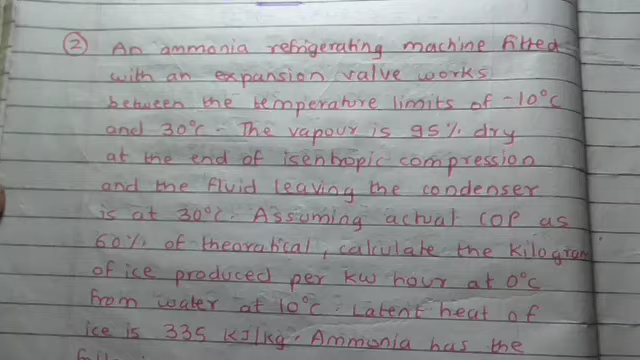 ② An ammonia refrigerating machine fitted
with an expansion valve works
between the temperature limits of -10°C
and 30°C. The vapour is 95% dry
at the end of isentropic compression
and the fluid leaving the condenser
is at 30°C. Assuming actual COP as
60% of theoratical, calculate the kilogram
of ice produced per kw hour at 0°C
from water at 10°C. Latent heat of
ice is 335 KJ/kg. Ammonia has the